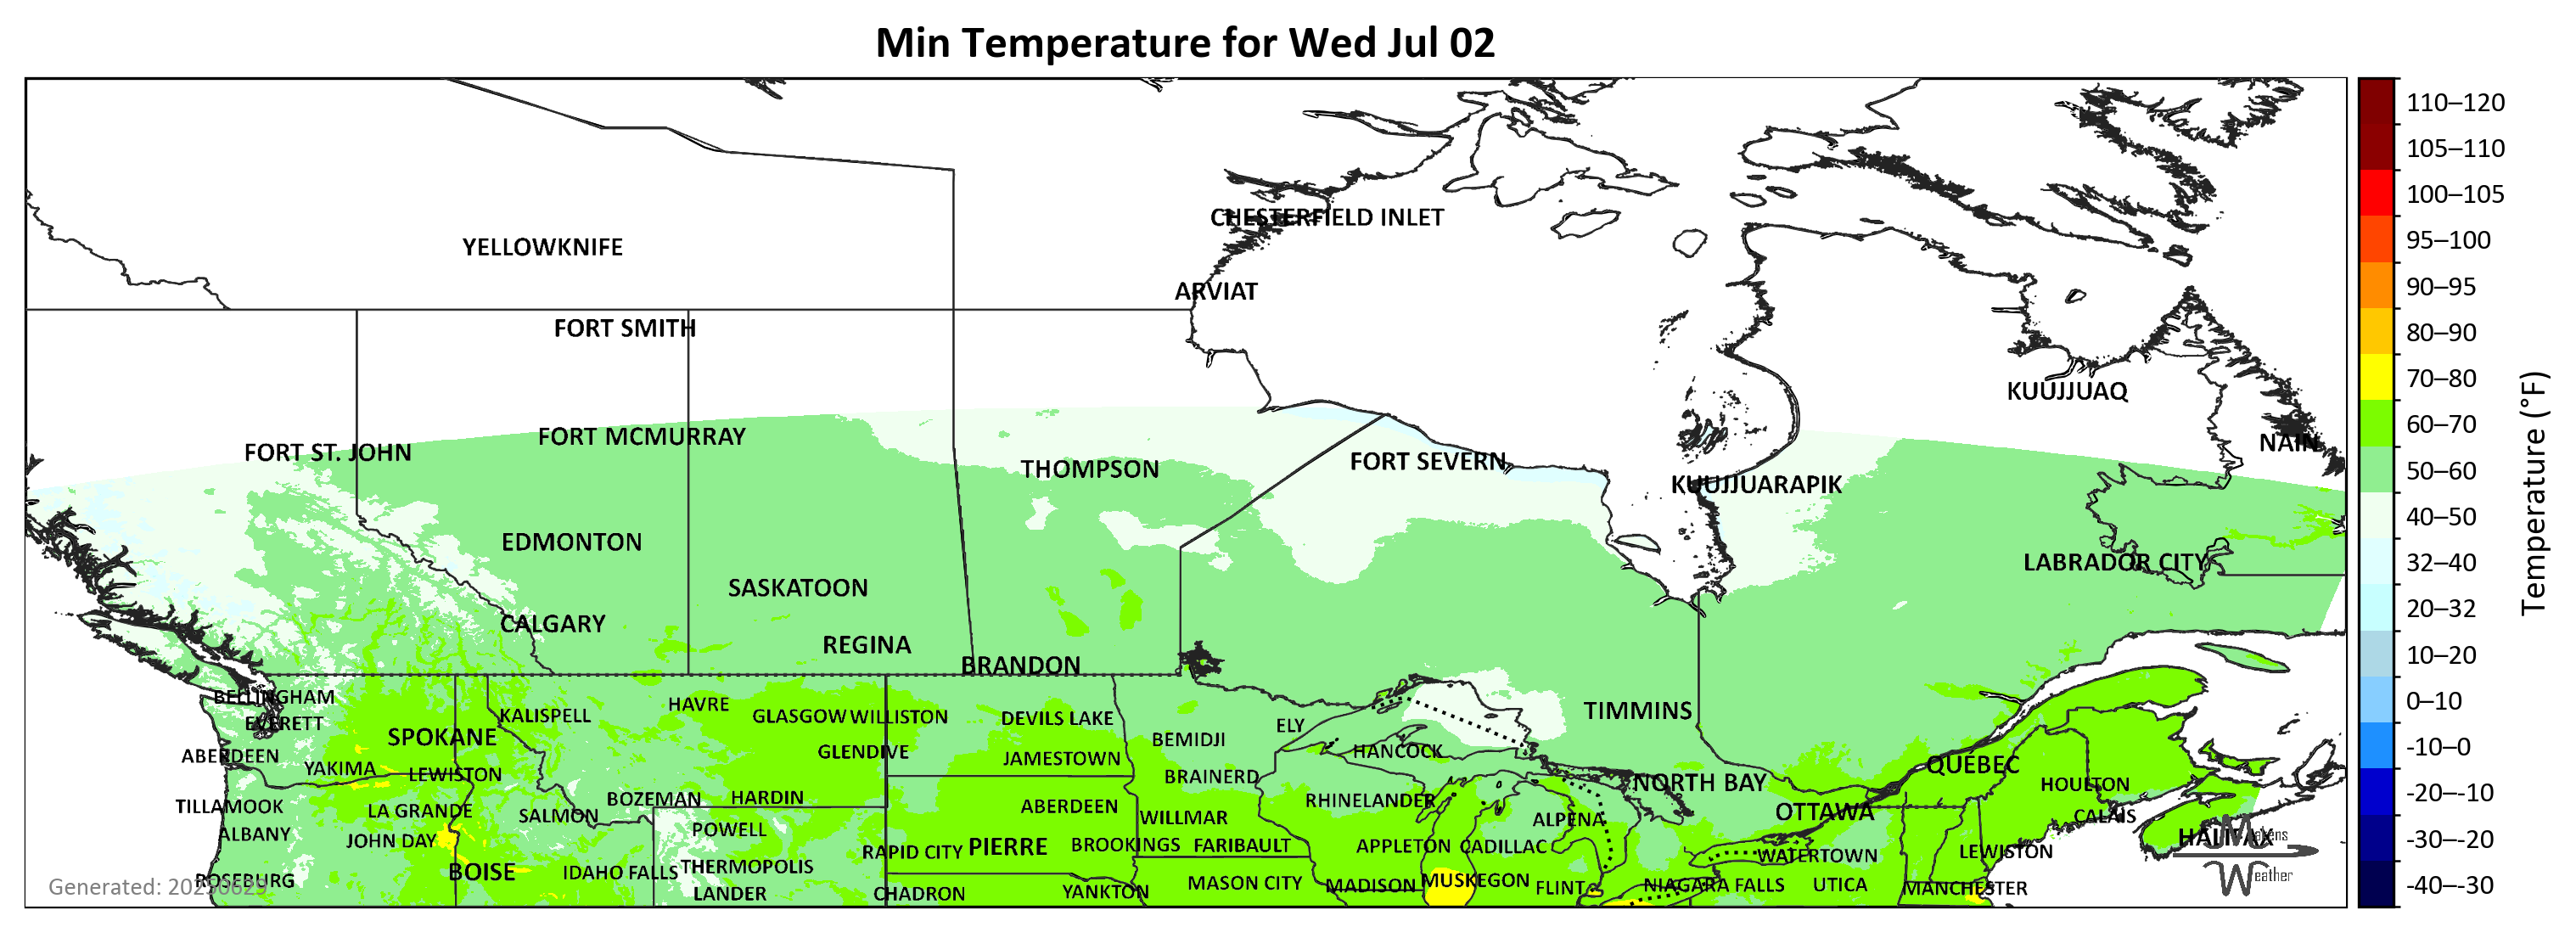 Min Temperature for Wed Jul 02
110–120
105–110
CHESTERFIELD INLET
100–105
YELLOWKNIFE
95–100
ARVIAT
90–95
FORT SMITH
80–90
KUUJJUAQ
70–80
FORT MCMURRAY
60–70
FORT ST. JOHN
NAIN
THOMPSON
FORT SEVERN
50–60
KUUJJUARAPIK
40–50
EDMONTON
LABRADOR CITY
32–40
SASKATOON
20–32
CALGARY
REGINA
BRANDON
10–20
BELLINGHAM
HAVRE
0–10
EVERETT
KALISPELL
GLASGOW
WILLISTON
DEVILS LAKE
ELY
TIMMINS
SPOKANE
BEMIDJI
-10–0
ABERDEEN
GLENDIVE
JAMESTOWN
HANCOCK
QUÉBEC
YAKIMA
LEWISTON
BRAINERD
NORTH BAY
HOULTON
-20–-10
TILLAMOOK
LA GRANDE
SALMON
BOZEMAN
HARDIN
ABERDEEN
WILLMAR
RHINELANDER
ALPENA
OTTAWA
CALAIS
ALBANY
JOHN DAY
POWELL
HALIFAX
Makens
Weather
-30–-20
RAPID CITY
PIERRE
BROOKINGS
FARIBAULT
APPLETON
CADILLAC
WATERTOWN
LEWISTON
BOISE
IDAHO FALLS
THERMOPOLIS
ROSEBURG
Generated: 20250629
LANDER
CHADRON
YANKTON
MASON CITY
MADISON
MUSKEGON
FLINT
NIAGARA FALLS
UTICA
MANCHESTER
-40–-30
Temperature (°F)